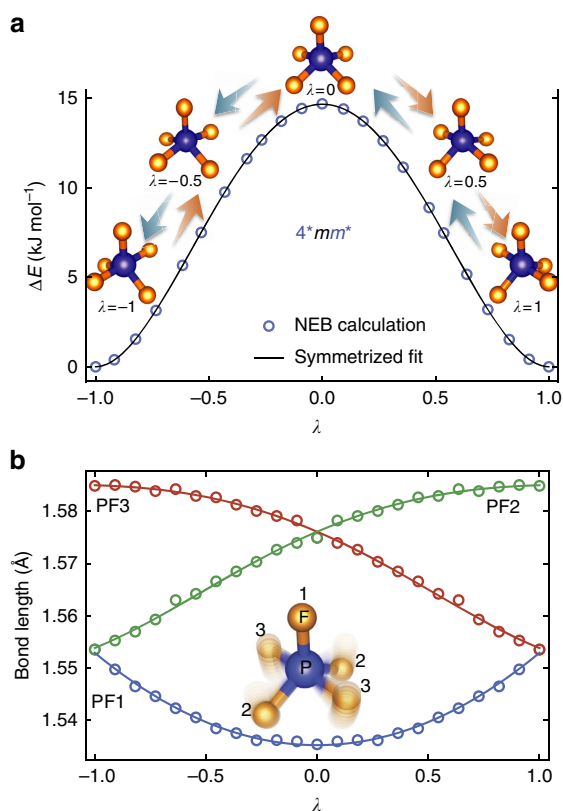 a
λ=0
15
10
5
0
ΔE (kJ mol⁻¹)
λ=−0.5
λ=0.5
λ=−1
λ=1
4*mm*
NEB calculation
Symmetrized fit
−1.0
−0.5
0.0
0.5
1.0
λ
b
PF3
PF2
PF1
1.58
1.57
1.56
1.55
1.54
Bond length (Å)
1
F
3
P
2
3
2
−1.0
−0.5
0.0
0.5
1.0
λ